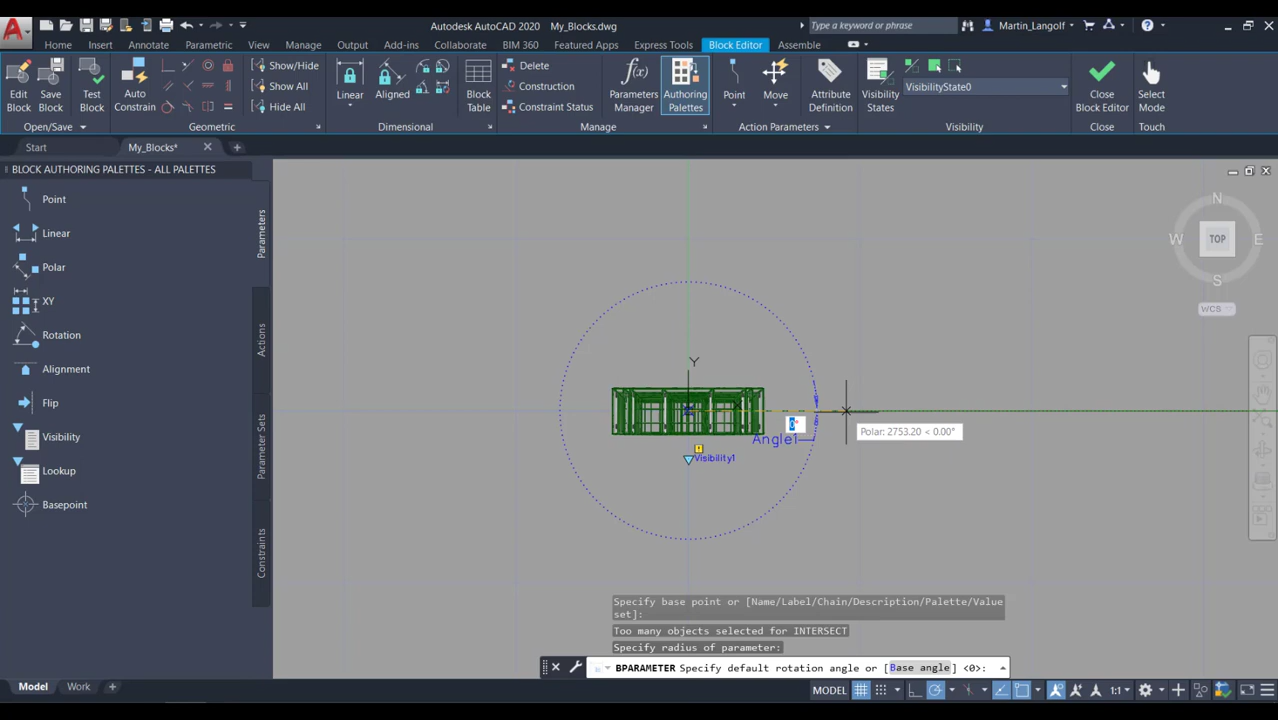 Autodesk AutoCAD 2020 My_Blocks.dwg
Type a keyword or phrase
Martin_Langolf
Home Insert Annotate Parametric View Manage Output Add-ins Collaborate BIM 360 Featured Apps Express Tools Block Editor Assemble
Edit Block
Save Block
Test Block
Auto Constrain
Show/Hide
Show All
Hide All
Linear
Aligned
Block Table
Delete
Construction
Constraint Status
Parameters Manager
Authoring Palettes
Point
Move
Attribute Definition
Visibility States
VisibilityState0
Close Block Editor
Select Mode
Open/Save
Geometric
Dimensional
Manage
Action Parameters
Visibility
Close
Touch
Start
My_Blocks*
BLOCK AUTHORING PALETTES - ALL PALETTES
Point
Linear
Polar
XY
Rotation
Alignment
Flip
Visibility
Lookup
Basepoint
Parameters
Actions
Parameter Sets
Constraints
N
W
TOP
E
S
WCS
Y
0°
Polar: 2753.20 < 0.00°
Angle1
Visibility1
Specify base point or [Name/Label/Chain/Description/Palette/Value
set]:
Too many objects selected for INTERSECT
Specify radius of parameter:
BPARAMETER Specify default rotation angle or [Base angle] <0>:
Model
Work
MODEL
1:1